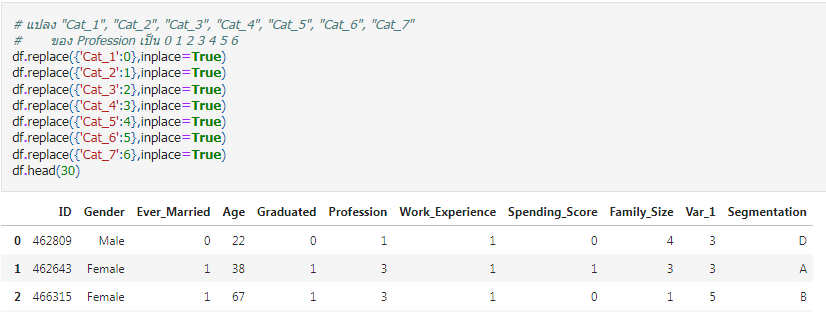 # แปลง "Cat_1", "Cat_2", "Cat_3", "Cat_4", "Cat_5", "Cat_6", "Cat_7"
# ของ Profession เป็น 0 1 2 3 4 5 6
df.replace({'Cat_1':0},inplace=True)
df.replace({'Cat_2':1},inplace=True)
df.replace({'Cat_3':2},inplace=True)
df.replace({'Cat_4':3},inplace=True)
df.replace({'Cat_5':4},inplace=True)
df.replace({'Cat_6':5},inplace=True)
df.replace({'Cat_7':6},inplace=True)
df.head(30)
ID Gender Ever_Married Age Graduated Profession Work_Experience Spending_Score Family_Size Var_1 Segmentation
0 462809 Male 0 22 0 1 1 0 4 3 D
1 462643 Female 1 38 1 3 1 1 3 3 A
2 466315 Female 1 67 1 3 1 0 1 5 B